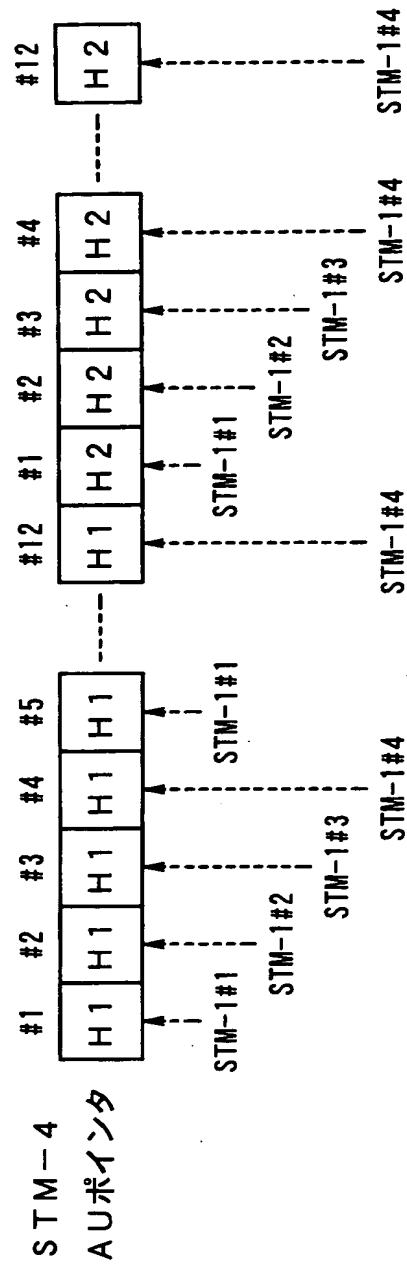 #1 #2 #3 #4 #5 #12 #1 #2 #3 #4 #12
STM-4
AUポインタ
H1 H1 H1 H1 H1 H1 H2 H2 H2 H2 H2
STM-1#1 STM-1#1 STM-1#1
STM-1#2 STM-1#2
STM-1#3 STM-1#3
STM-1#4 STM-1#4 STM-1#4 STM-1#4